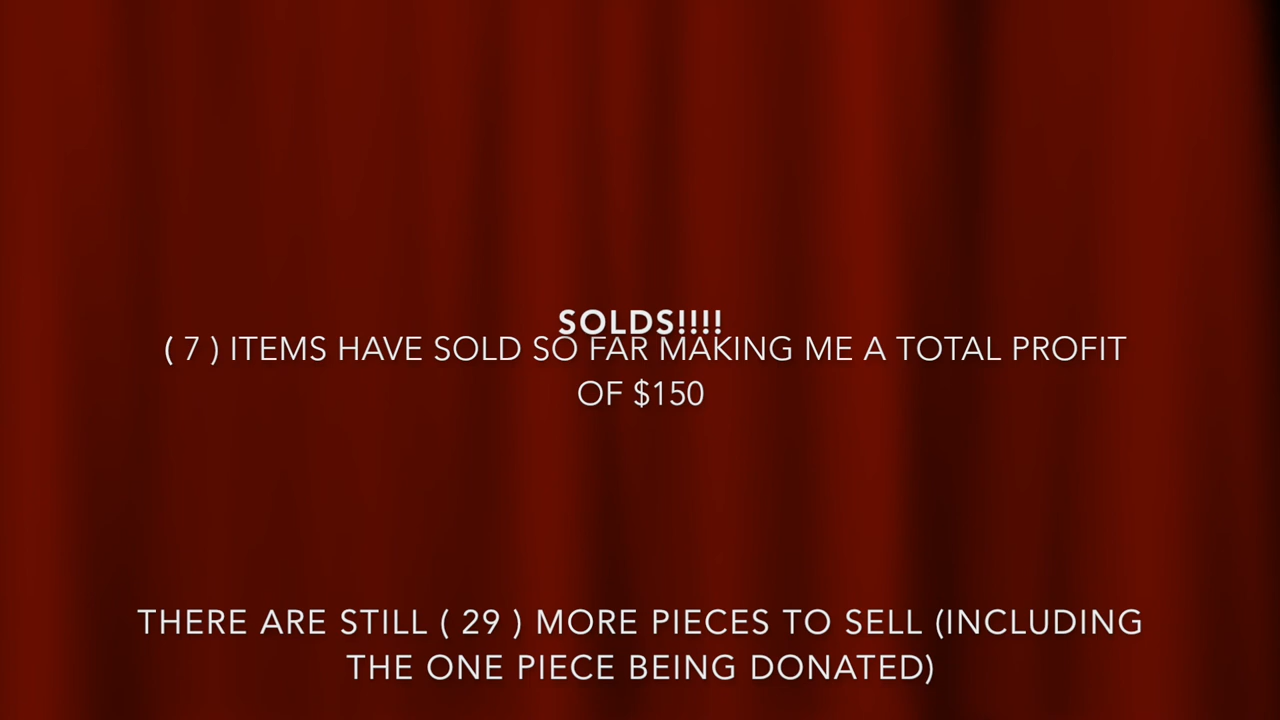 SOLDS!!!!
( 7 ) ITEMS HAVE SOLD SO FAR MAKING ME A TOTAL PROFIT
OF $150
THERE ARE STILL ( 29 ) MORE PIECES TO SELL (INCLUDING
THE ONE PIECE BEING DONATED)